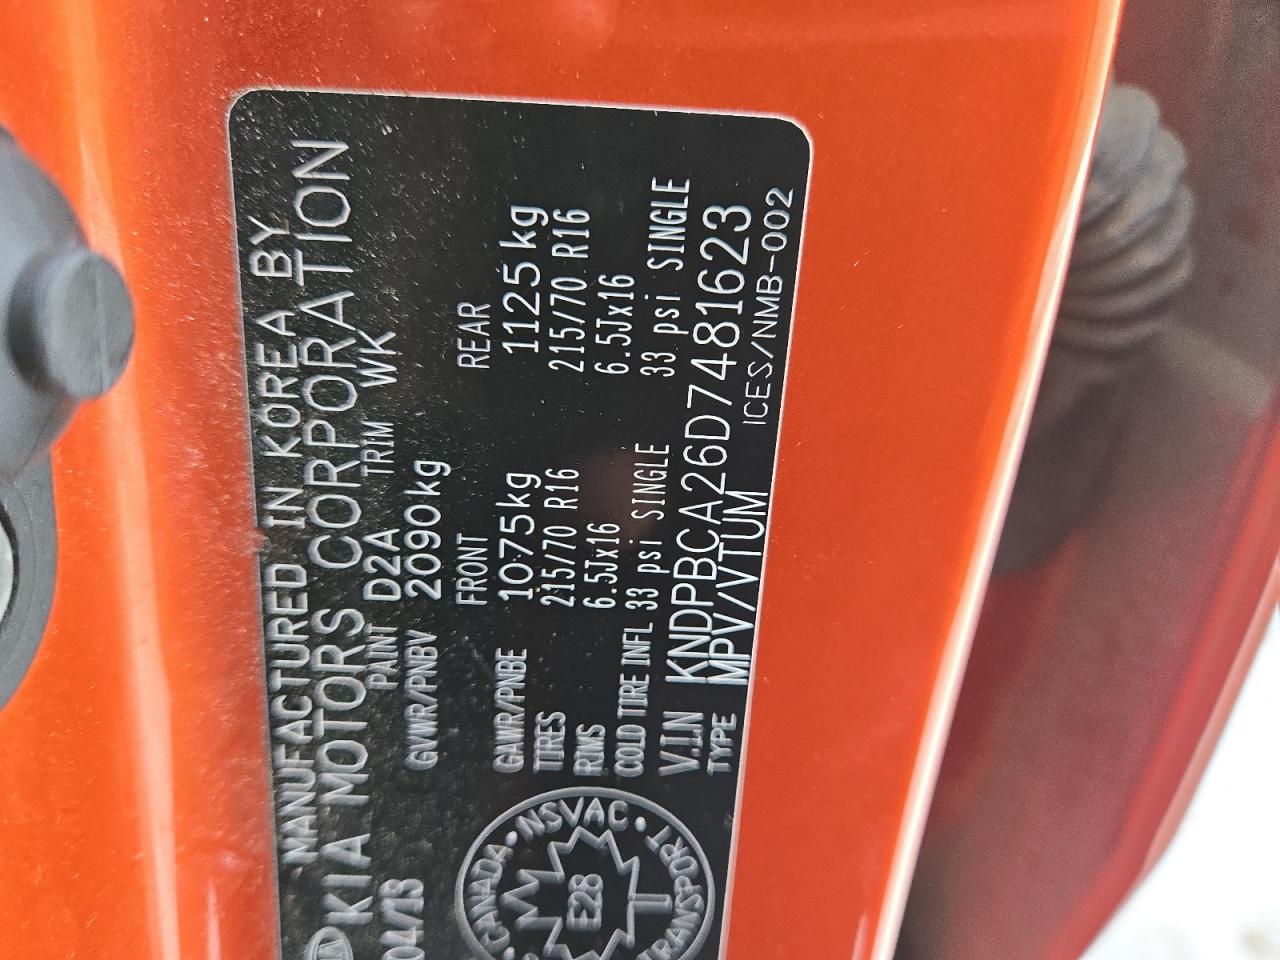 MANUFACTURED IN KOREA BY
KIA MOTORS CORPORATION
04/13 PAINT D2A TRIM WK
GVWR/PNBV 2090kg
FRONT REAR
GAWR/PNBE 1075kg 1125kg
TIRES 215/70 R16 215/70 R16
RIMS 6.5Jx16 6.5Jx16
COLD TIRE INFL 33 psi SINGLE 33 psi SINGLE
V.I.N KNDPBCA26D7481623
TYPE MPV/VTUM ICES/NMB-002
CANADA • NSVAC •
E28
T
TRANSPORT